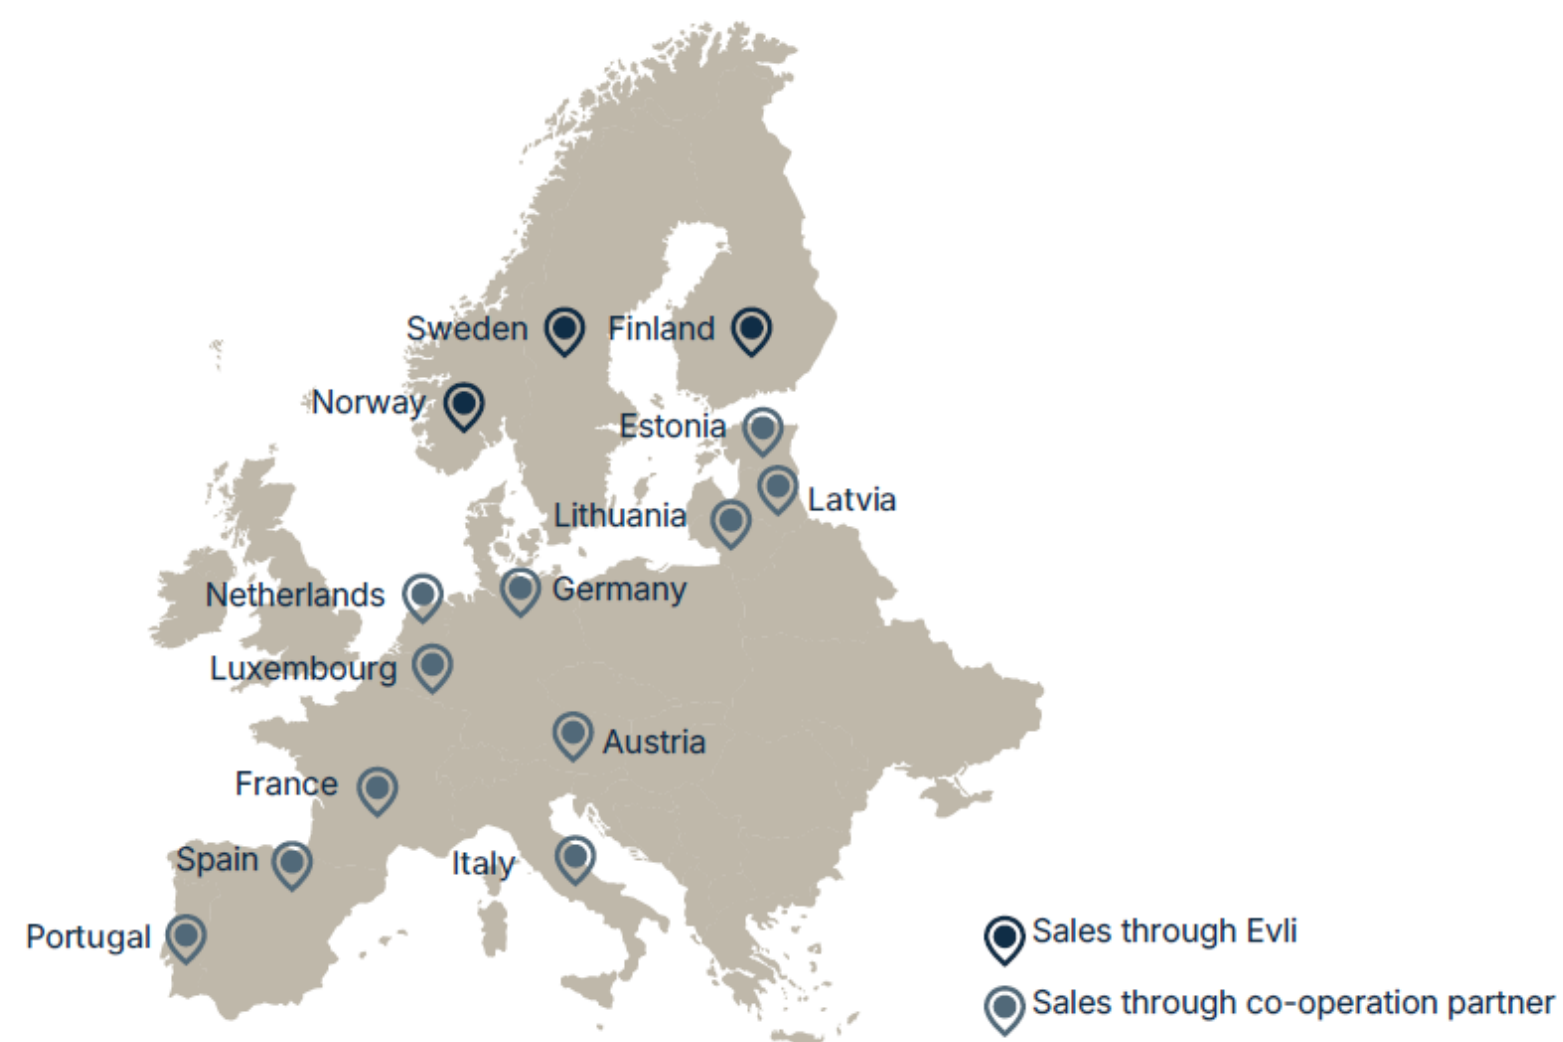 Sweden
Finland
Norway
Estonia
Latvia
Lithuania
Netherlands
Germany
Luxembourg
Austria
France
Spain
Italy
Portugal
Sales through Evli
Sales through co-operation partner